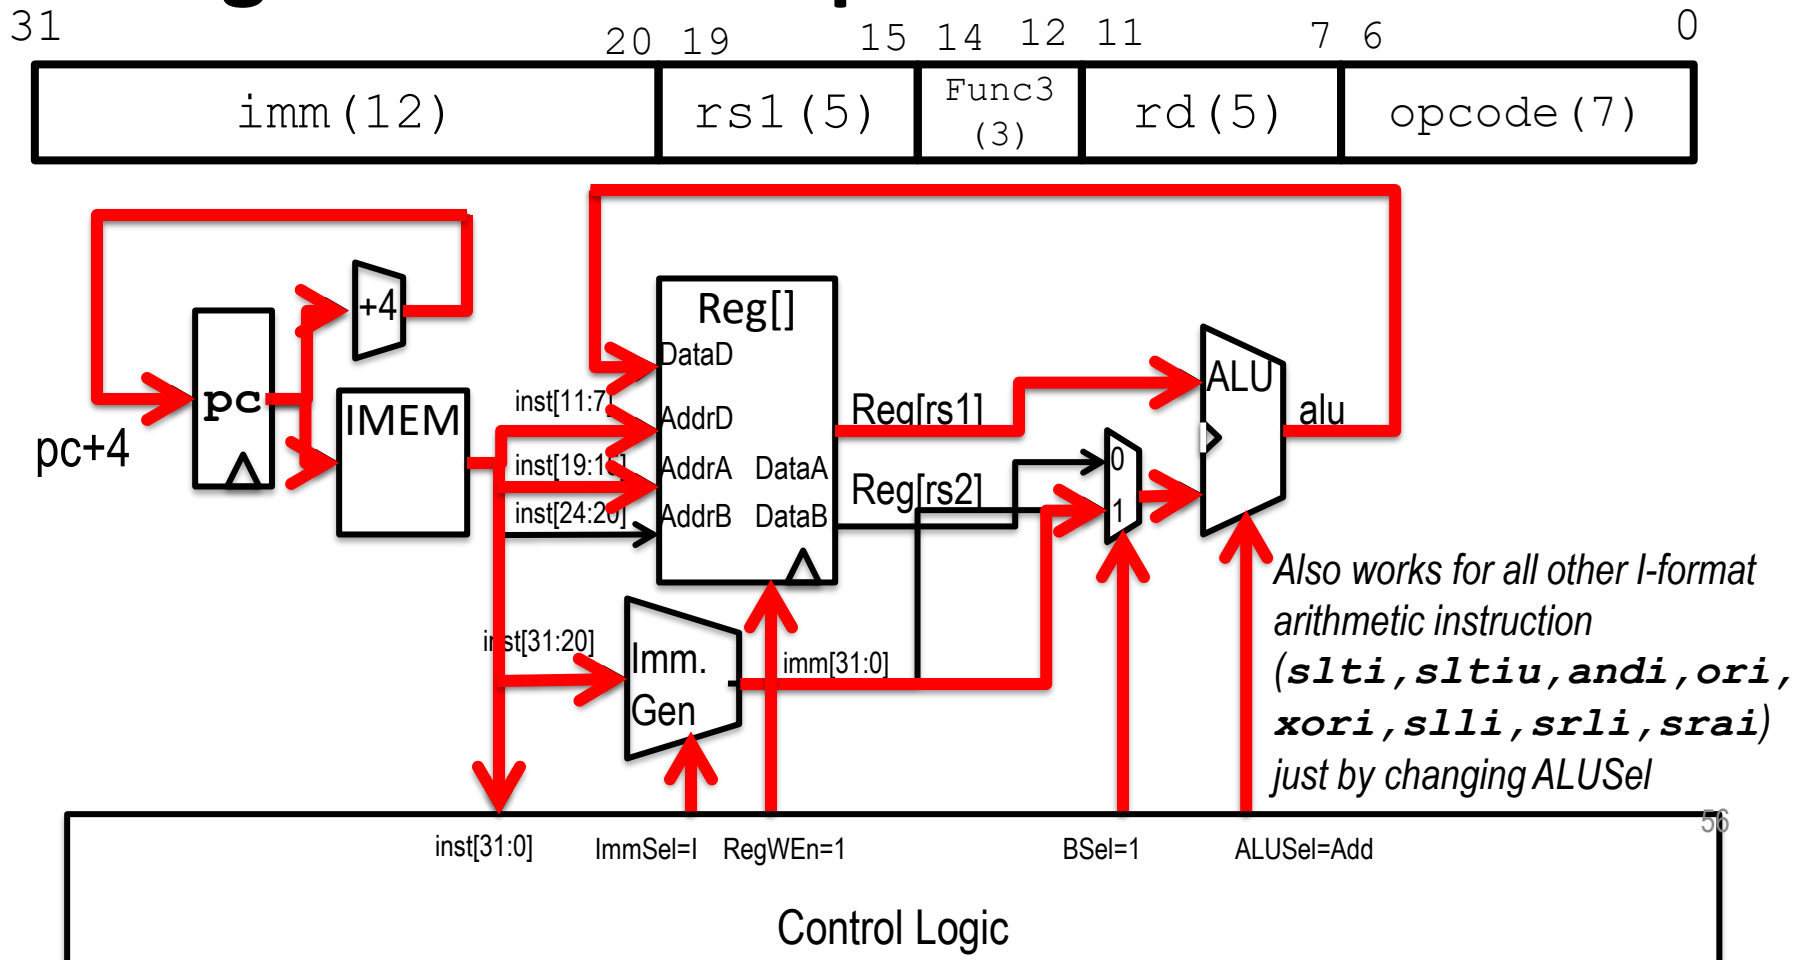 31 20 19 15 14 12 11 7 6 0
imm(12) rs1(5) Func3 (3) rd(5) opcode(7)
+4
Reg[]
DataD
pc
IMEM
inst[11:7]
AddrD
Reg[rs1]
ALU
alu
pc+4
inst[19:15]
AddrA DataA
0
inst[24:20]
AddrB DataB
Reg[rs2]
1
Also works for all other I-format
arithmetic instruction
(slti,sltiu,andi,ori,
xori,slli,srli,srai)
just by changing ALUSel
inst[31:20]
Imm.
Gen
imm[31:0]
56
inst[31:0] ImmSel=I RegWEn=1 BSel=1 ALUSel=Add
Control Logic